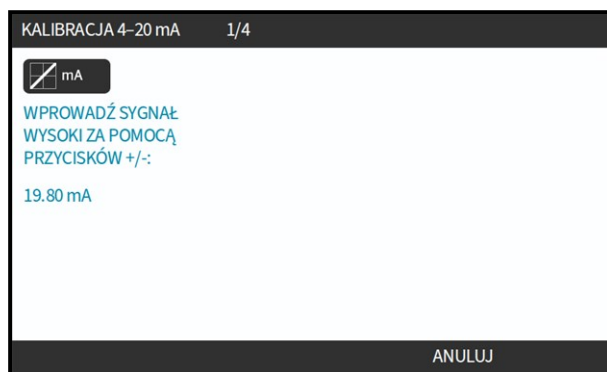 KALIBRACJA 4–20 mA 1/4
mA
WPROWADŹ SYGNAŁ
WYSOKI ZA POMOCĄ
PRZYCISKÓW +/-:
19.80 mA
ANULUJ